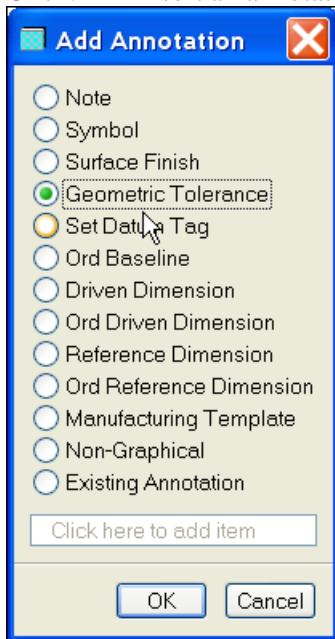 Add Annotation
Note
Symbol
Surface Finish
Geometric Tolerance
Set Datum Tag
Ord Baseline
Driven Dimension
Ord Driven Dimension
Reference Dimension
Ord Reference Dimension
Manufacturing Template
Non-Graphical
Existing Annotation
Click here to add item
OK Cancel